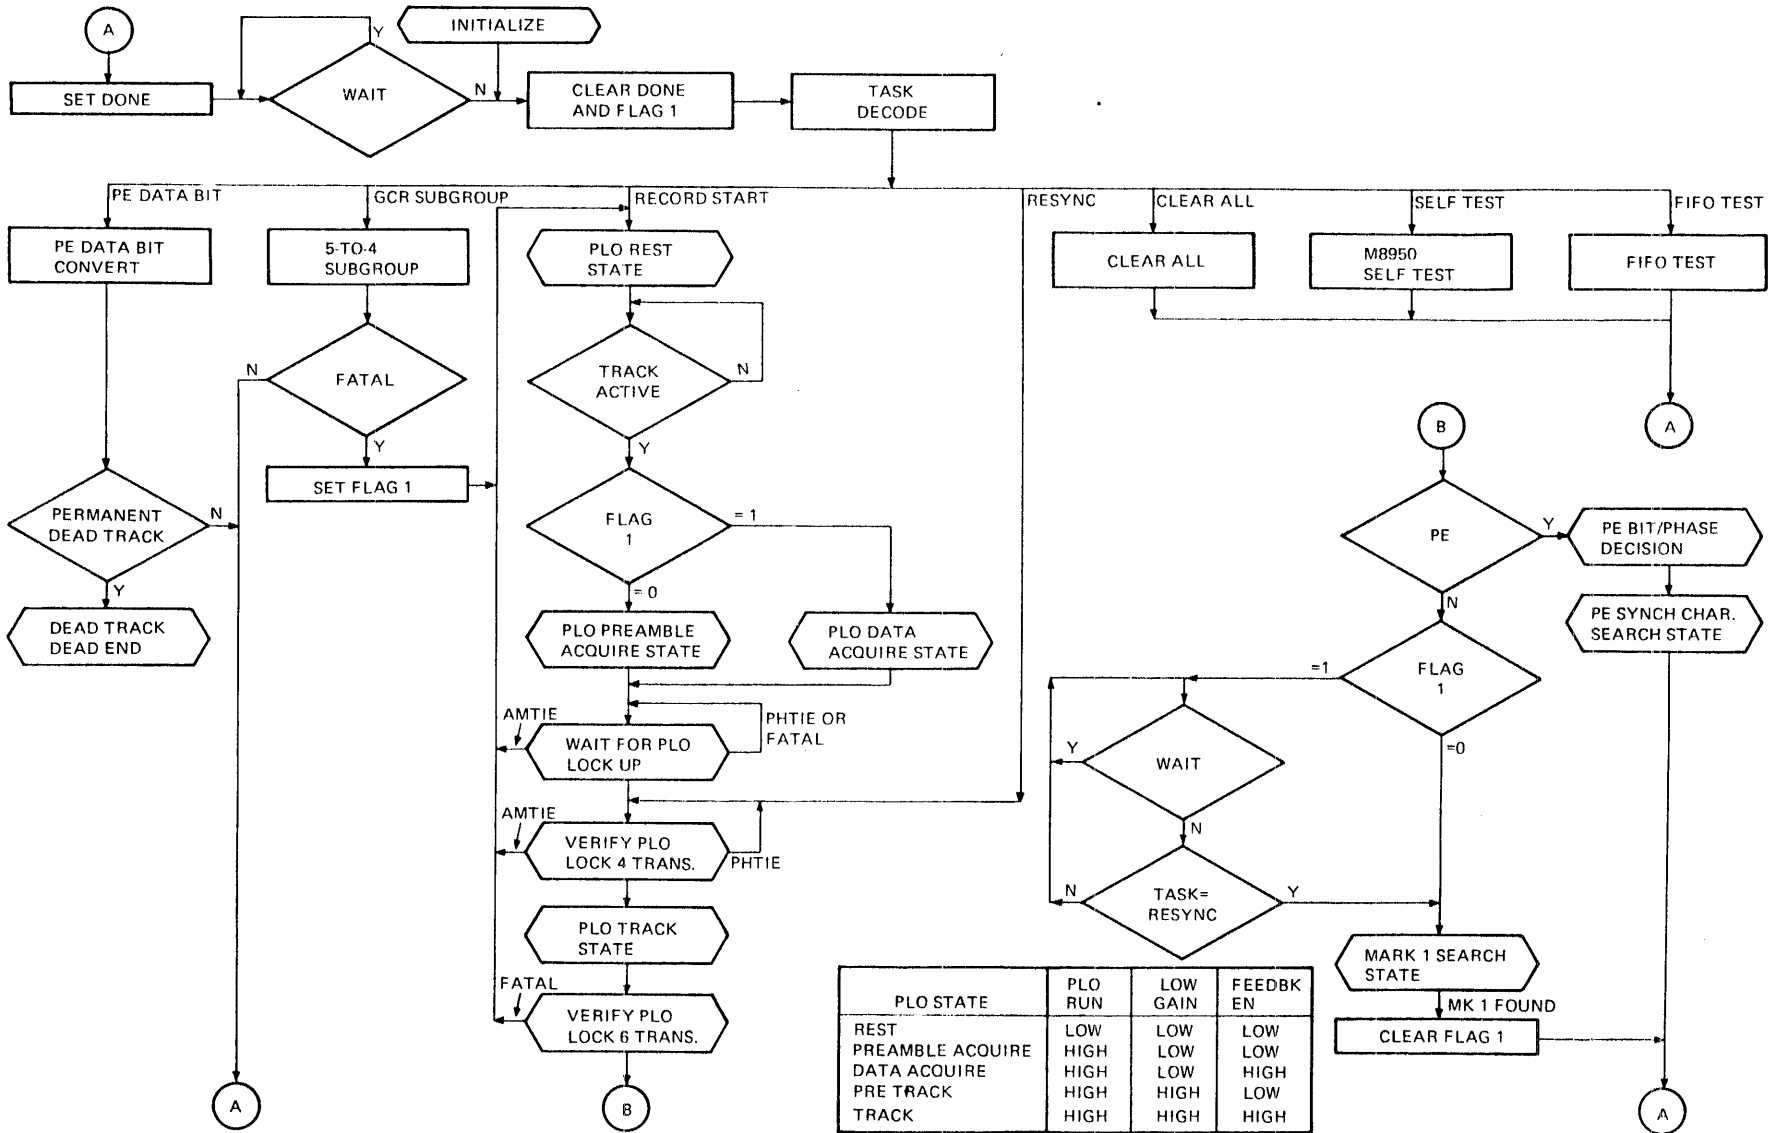 A
SET DONE
Y
WAIT
N
INITIALIZE
CLEAR DONE
AND FLAG 1
TASK
DECODE
PE DATA BIT
GCR SUBGROUP
RECORD START
RESYNC
CLEAR ALL
SELF TEST
FIFO TEST
PE DATA BIT
CONVERT
5-TO-4
SUBGROUP
PLO REST
STATE
CLEAR ALL
M8950
SELF TEST
FIFO TEST
N
FATAL
Y
TRACK
ACTIVE
N
Y
SET FLAG 1
PERMANENT
DEAD TRACK
N
Y
DEAD TRACK
DEAD END
FLAG
1
= 1
= 0
PLO PREAMBLE
ACQUIRE STATE
PLO DATA
ACQUIRE STATE
AMTIE
WAIT FOR PLO
LOCK UP
PHTIE OR
FATAL
AMTIE
VERIFY PLO
LOCK 4 TRANS.
PHTIE
PLO TRACK
STATE
FATAL
VERIFY PLO
LOCK 6 TRANS.
A
B
B
A
PE
Y
N
PE BIT/PHASE
DECISION
PE SYNCH CHAR.
SEARCH STATE
FLAG
1
=1
=0
WAIT
Y
N
TASK=
RESYNC
N
Y
MARK 1 SEARCH
STATE
MK 1 FOUND
CLEAR FLAG 1
A
PLO STATE PLO RUN LOW GAIN FEEDBK EN
REST LOW LOW LOW
PREAMBLE ACQUIRE HIGH LOW LOW
DATA ACQUIRE HIGH LOW HIGH
PRE TRACK HIGH HIGH LOW
TRACK HIGH HIGH HIGH